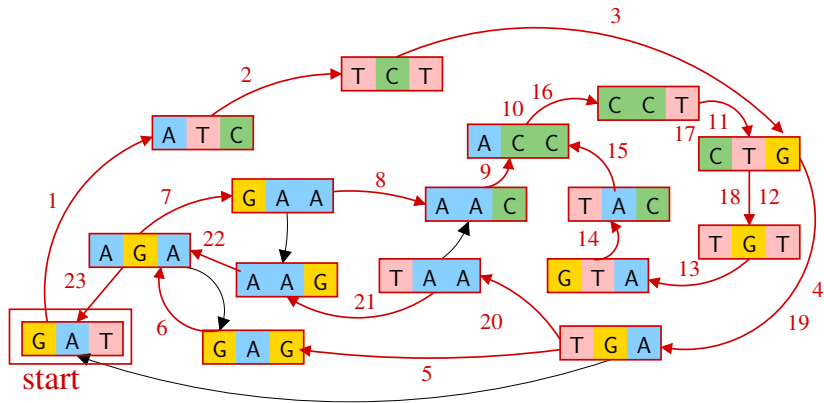 3
2
T C T
16
C C T
10
11
17
1
A T C
A C C
C T G
15
7
8
9
G A A
A A C
T A C
18 12
22
14
A G A
T G T
23
A A G
T A A
G T A
13
21
4
6
20
19
G A T
G A G
T G A
5
start